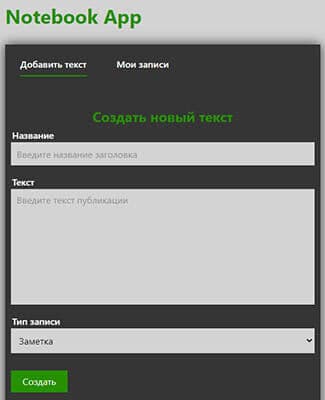 Notebook App
Добавить текст Мои записи
Создать новый текст
Название
Введите название заголовка
Текст
Введите текст публикации
Тип записи
Заметка
Создать